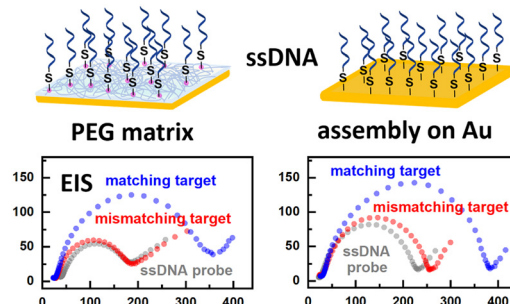 S S S S S S S S S S
ssDNA
S S S S S S S S S S S S
PEG matrix
assembly on Au
EIS
matching target
mismatching target
ssDNA probe
150
100
50
0
0 100 200 300 400
matching target
mismatching target
ssDNA
probe
150
100
50
0
0 100 200 300 400